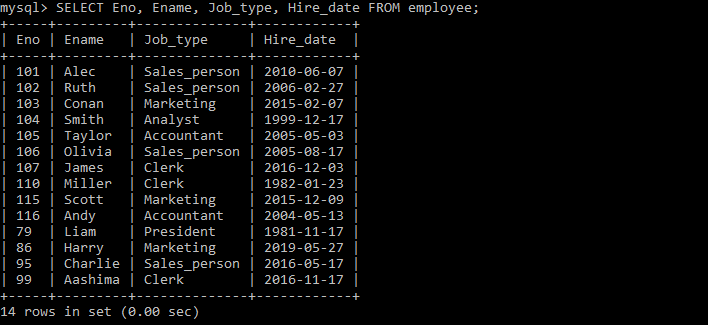 mysql> SELECT Eno, Ename, Job_type, Hire_date FROM employee;
+-----+---------+--------------+------------+
| Eno | Ename   | Job_type     | Hire_date  |
+-----+---------+--------------+------------+
| 101 | Alec    | Sales_person | 2010-06-07 |
| 102 | Ruth    | Sales_person | 2006-02-27 |
| 103 | Conan   | Marketing    | 2015-02-07 |
| 104 | Smith   | Analyst      | 1999-12-17 |
| 105 | Taylor  | Accountant   | 2005-05-03 |
| 106 | Olivia  | Sales_person | 2005-08-17 |
| 107 | James   | Clerk        | 2016-12-03 |
| 110 | Miller  | Clerk        | 1982-01-23 |
| 115 | Scott   | Marketing    | 2015-12-09 |
| 116 | Andy    | Accountant   | 2004-05-13 |
| 79  | Liam    | President    | 1981-11-17 |
| 86  | Harry   | Marketing    | 2019-05-27 |
| 95  | Charlie | Sales_person | 2016-05-17 |
| 99  | Aashima | Clerk        | 2016-11-17 |
+-----+---------+--------------+------------+
14 rows in set (0.00 sec)